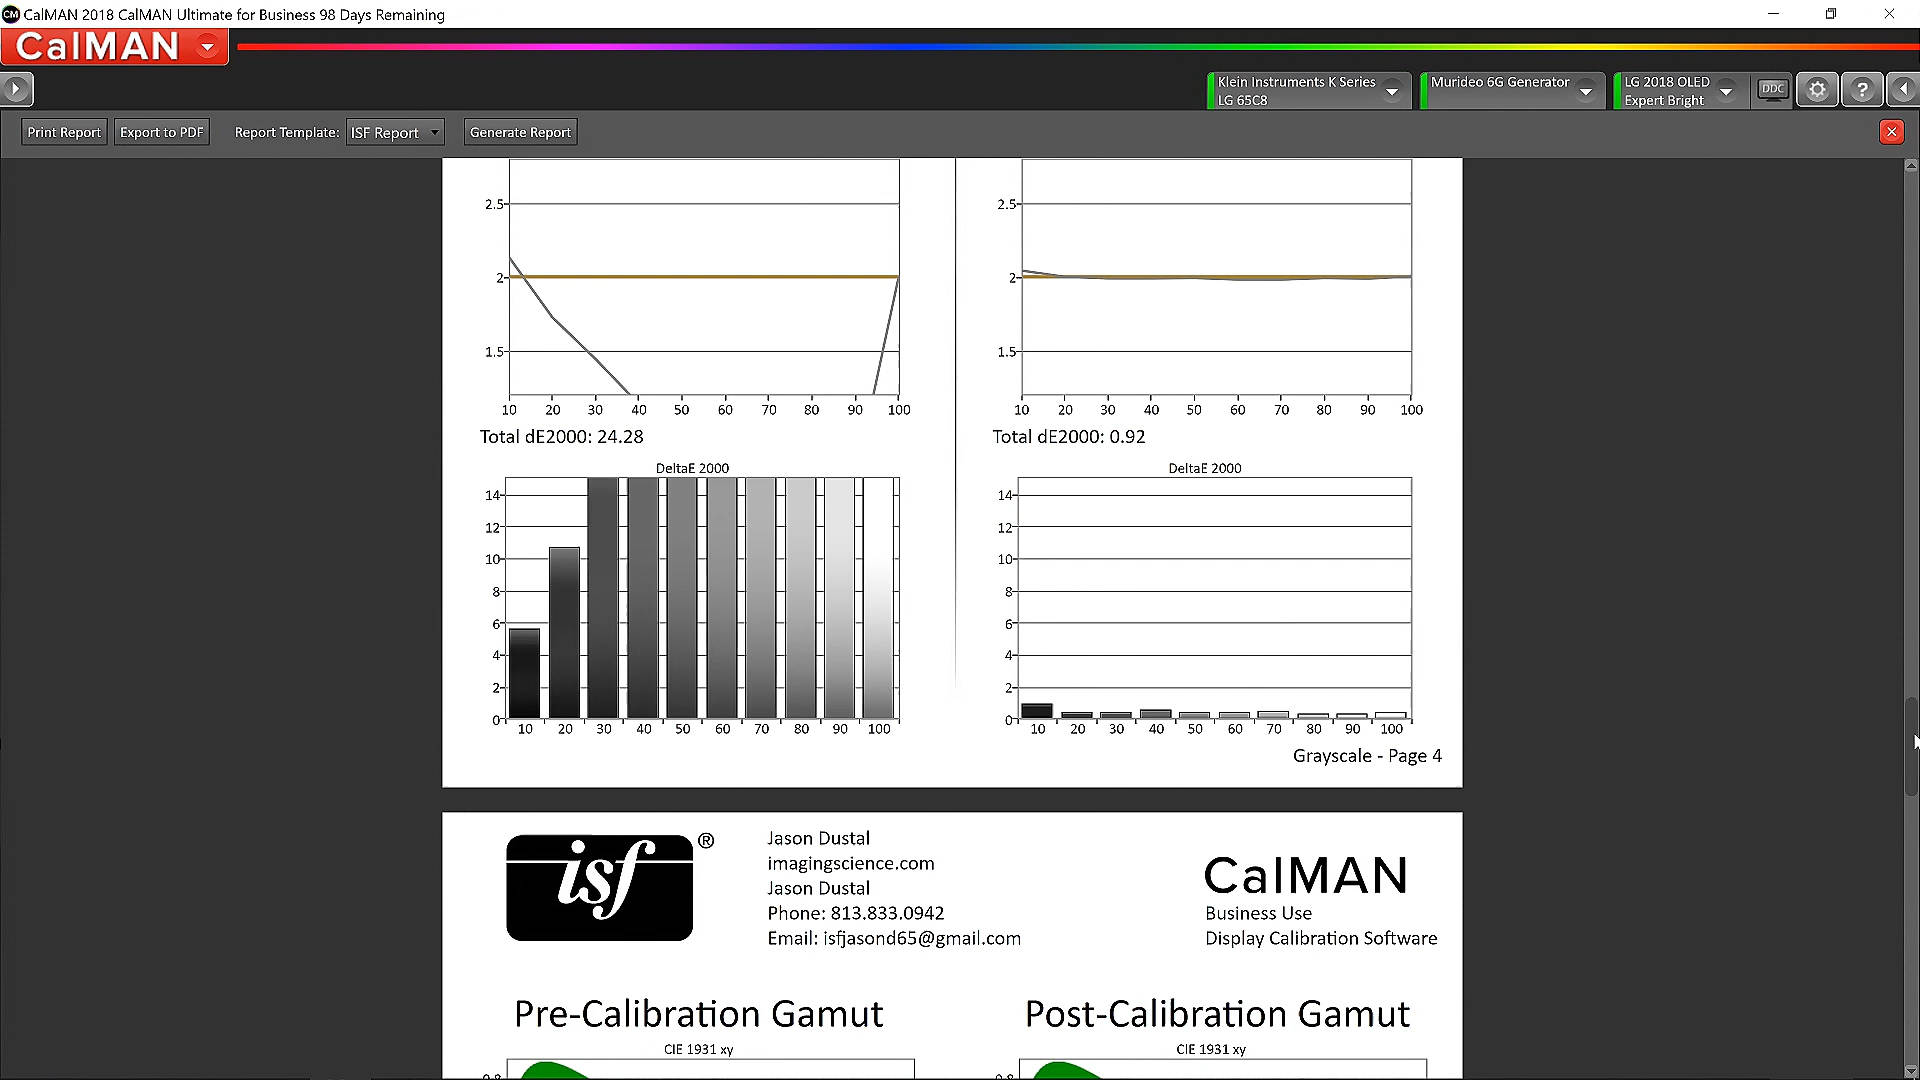 CM CalMAN 2018 CalMAN Ultimate for Business 98 Days Remaining
CalMAN
Klein Instruments K Series
LG 65C8
Murideo 6G Generator
LG 2018 OLED
Expert Bright
DDC
?
Print Report
Export to PDF
Report Template:
ISF Report
Generate Report
2.5
2
1.5
10 20 30 40 50 60 70 80 90 100
Total dE2000: 24.28
DeltaE 2000
14
12
10
8
6
4
2
0
10 20 30 40 50 60 70 80 90 100
2.5
2
1.5
10 20 30 40 50 60 70 80 90 100
Total dE2000: 0.92
DeltaE 2000
14
12
10
8
6
4
2
0
10 20 30 40 50 60 70 80 90 100
Grayscale - Page 4
isf ®
Jason Dustal
imagingscience.com
Jason Dustal
Phone: 813.833.0942
Email: isfjasond65@gmail.com
CalMAN
Business Use
Display Calibration Software
Pre-Calibration Gamut
CIE 1931 xy
Post-Calibration Gamut
CIE 1931 xy